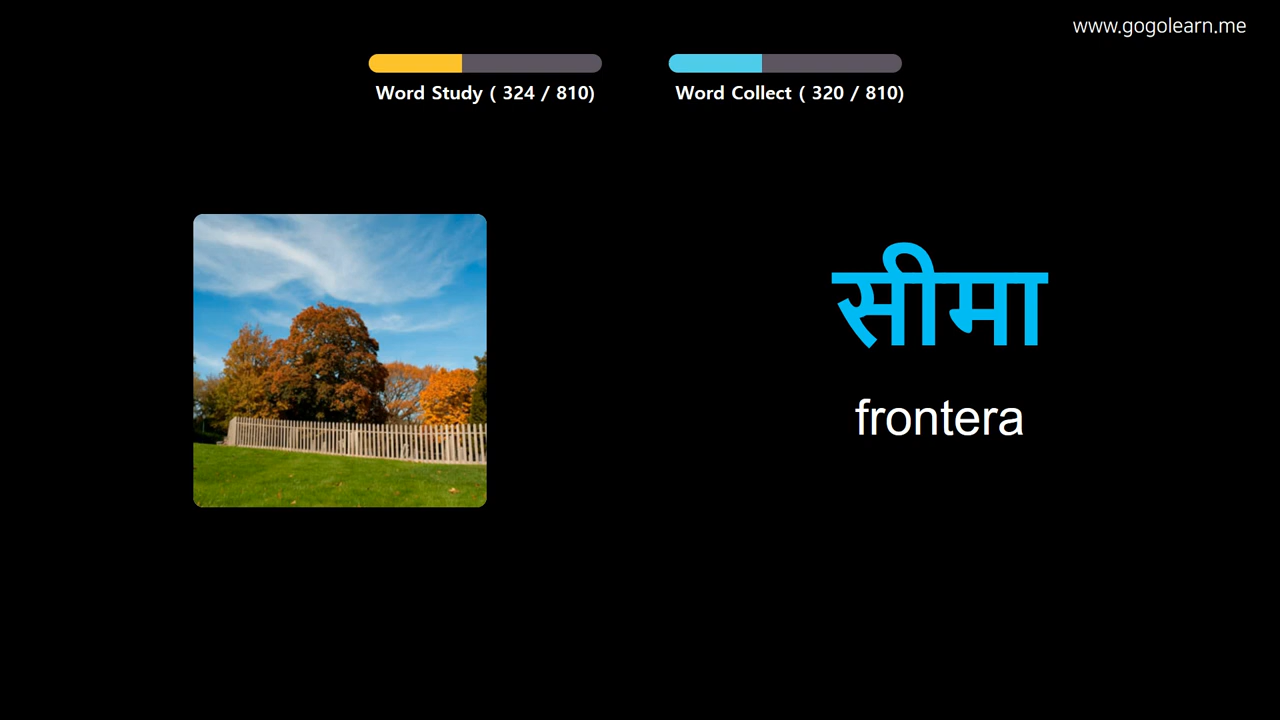 www.gogolearn.me
Word Study ( 324 / 810)
Word Collect ( 320 / 810)
सीमा
frontera